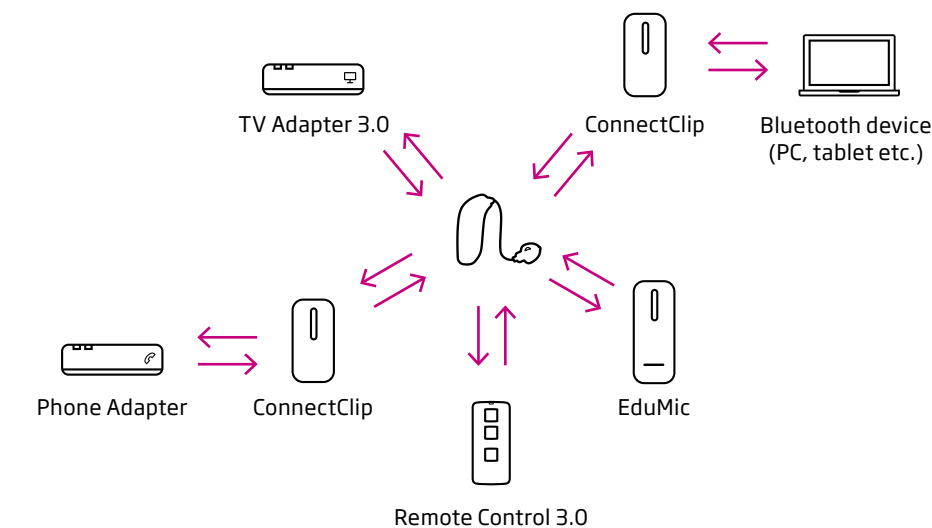 TV Adapter 3.0
ConnectClip
Bluetooth device
(PC, tablet etc.)
Phone Adapter
ConnectClip
EduMic
Remote Control 3.0